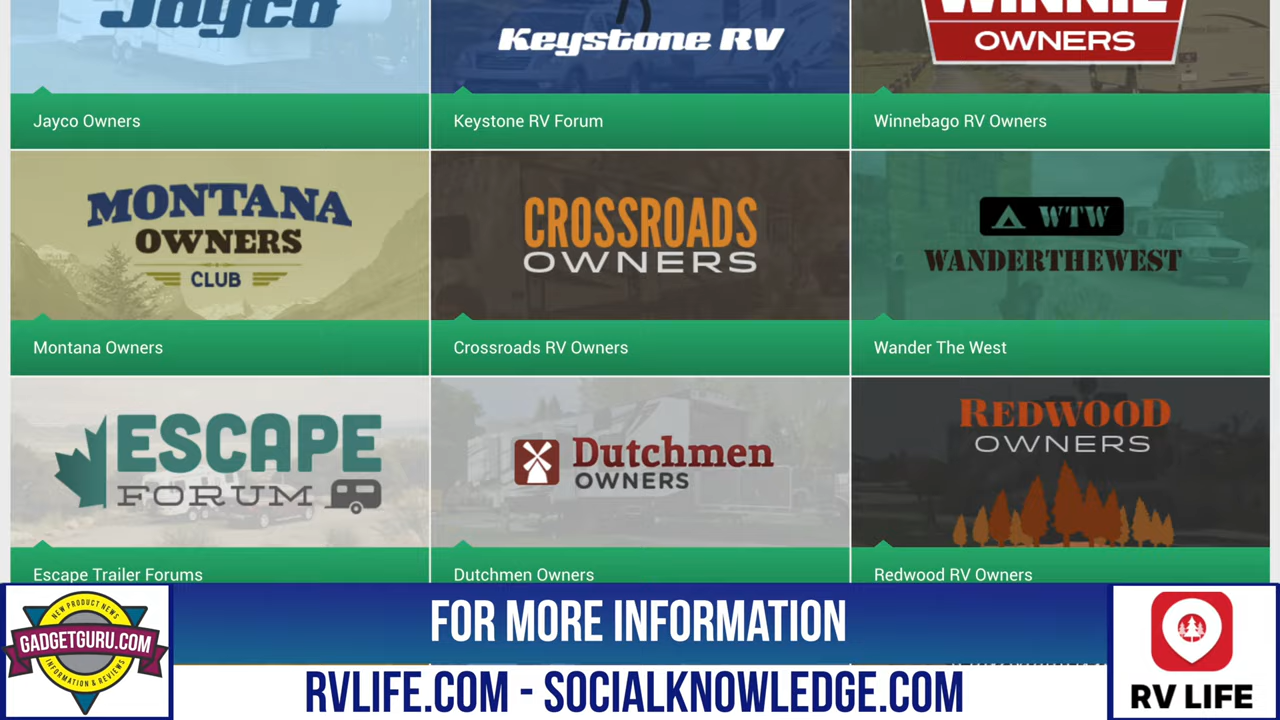 Jayco
Keystone RV
WINNIE
OWNERS
Jayco Owners
Keystone RV Forum
Winnebago RV Owners
MONTANA
OWNERS
CLUB
CROSSROADS
OWNERS
WTW
WANDERTHEWEST
Montana Owners
Crossroads RV Owners
Wander The West
ESCAPE
FORUM
Dutchmen
OWNERS
REDWOOD
OWNERS
Escape Trailer Forums
Dutchmen Owners
Redwood RV Owners
NEW PRODUCT NEWS
GADGETGURU.COM
INFORMATION & REVIEWS
FOR MORE INFORMATION
RVLIFE.COM - SOCIALKNOWLEDGE.COM
RV LIFE